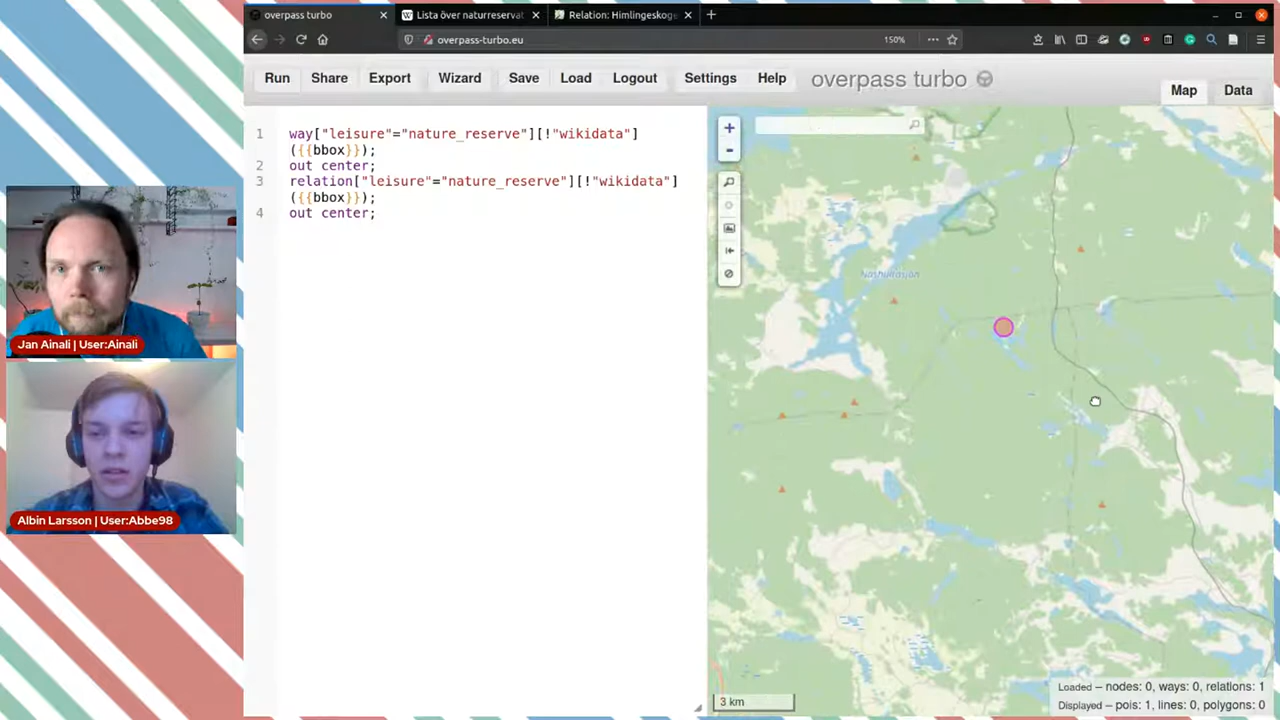 overpass turbo
Lista över naturreservat
Relation: Himlingeskoge
overpass-turbo.eu
150%
Run
Share
Export
Wizard
Save
Load
Logout
Settings
Help
overpass turbo
Map
Data
1 way["leisure"="nature_reserve"][!"wikidata"]
({{bbox}});
2 out center;
3 relation["leisure"="nature_reserve"][!"wikidata"]
({{bbox}});
4 out center;
+
-
3 km
Loaded – nodes: 0, ways: 0, relations: 1
Displayed – pois: 1, lines: 0, polygons: 0
Jan Ainali | User:Ainali
Albin Larsson | User:Abbe98